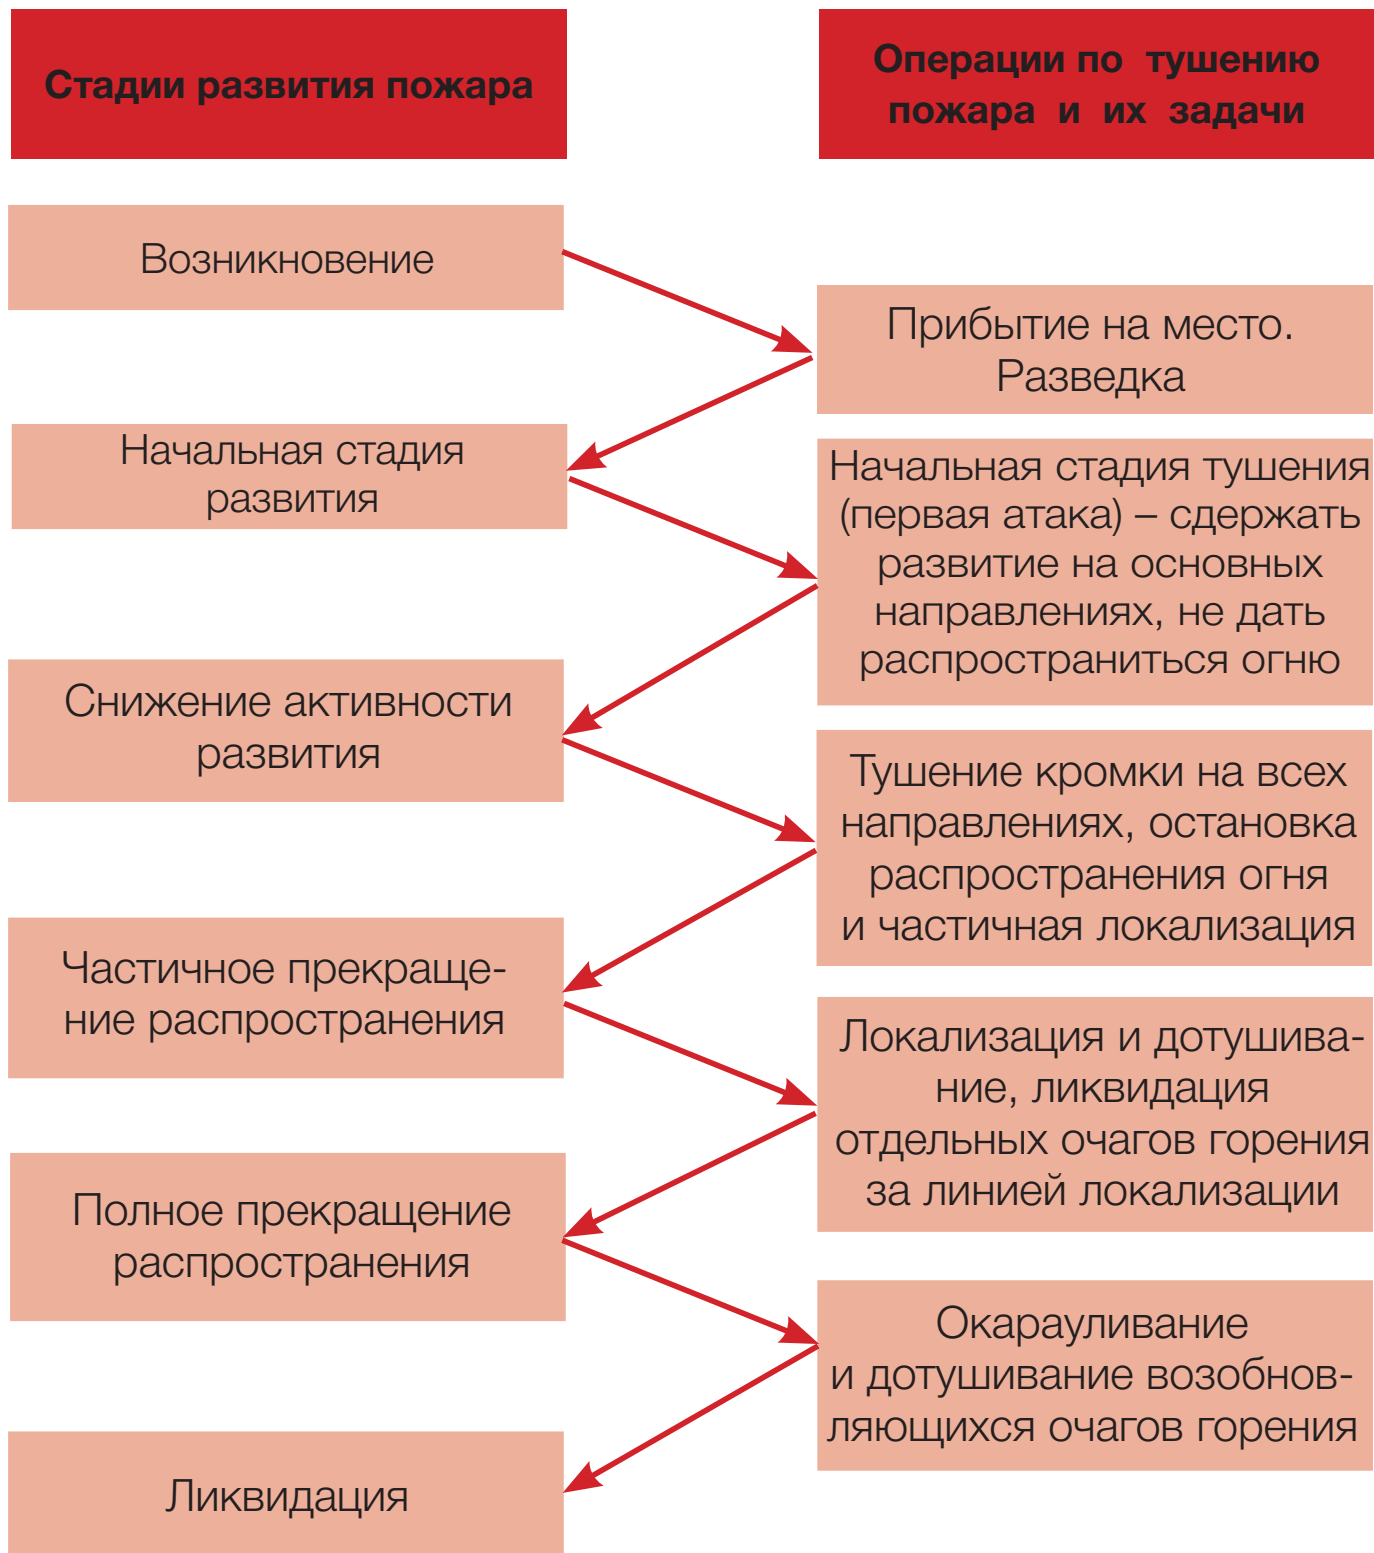 Стадии развития пожара
Операции по тушению
пожара и их задачи
Возникновение
Прибытие на место.
Разведка
Начальная стадия
развития
Начальная стадия тушения
(первая атака) – сдержать
развитие на основных
направлениях, не дать
распространиться огню
Снижение активности
развития
Тушение кромки на всех
направлениях, остановка
распространения огня
и частичная локализация
Частичное прекраще-
ние распространения
Локализация и дотушива-
ние, ликвидация
отдельных очагов горения
за линией локализации
Полное прекращение
распространения
Окарауливание
и дотушивание возобнов-
ляющихся очагов горения
Ликвидация